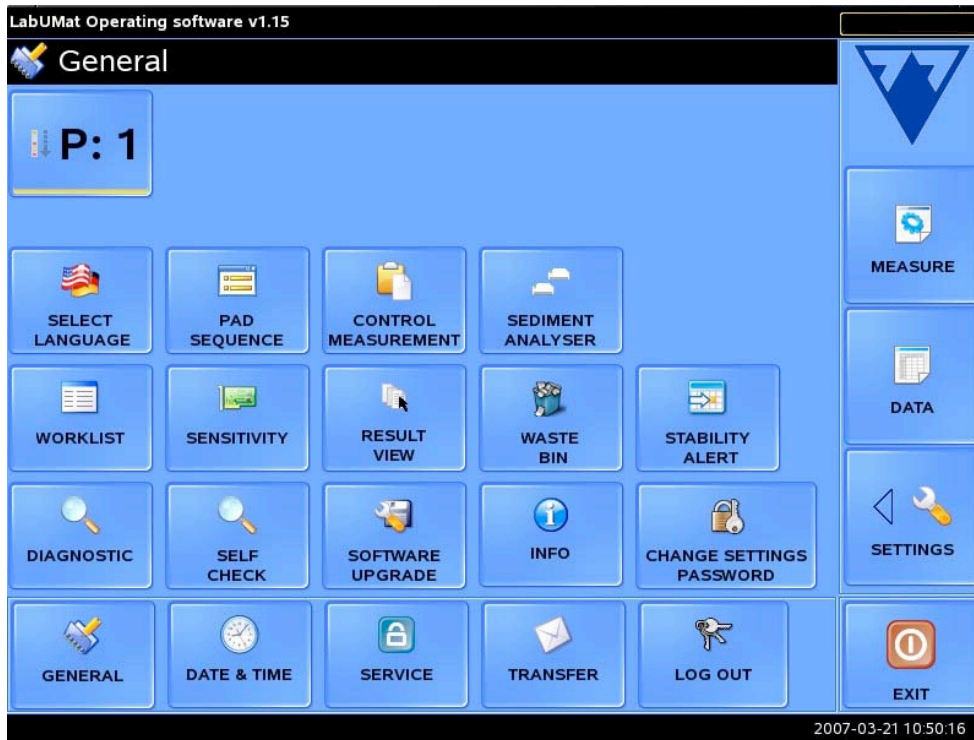 LabUMat Operating software v1.15
General
P: 1
MEASURE
SELECT
LANGUAGE
PAD
SEQUENCE
CONTROL
MEASUREMENT
SEDIMENT
ANALYSER
DATA
WORKLIST
SENSITIVITY
RESULT
VIEW
WASTE
BIN
STABILITY
ALERT
SETTINGS
DIAGNOSTIC
SELF
CHECK
SOFTWARE
UPGRADE
INFO
CHANGE SETTINGS
PASSWORD
GENERAL
DATE & TIME
SERVICE
TRANSFER
LOG OUT
EXIT
2007-03-21 10:50:16